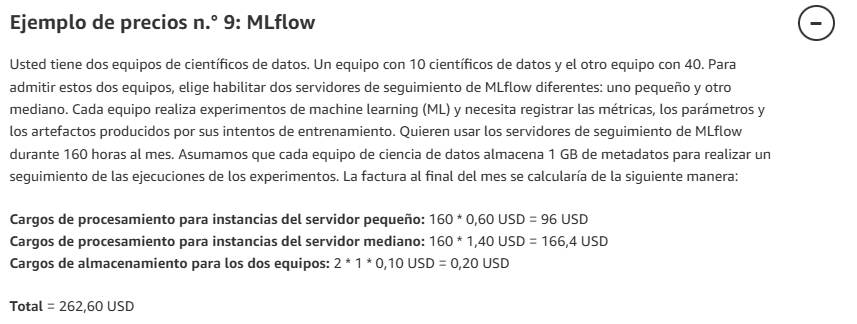 Ejemplo de precios n.° 9: MLflow
Usted tiene dos equipos de científicos de datos. Un equipo con 10 científicos de datos y el otro equipo con 40. Para
admitir estos dos equipos, elige habilitar dos servidores de seguimiento de MLflow diferentes: uno pequeño y otro
mediano. Cada equipo realiza experimentos de machine learning (ML) y necesita registrar las métricas, los parámetros y
los artefactos producidos por sus intentos de entrenamiento. Quieren usar los servidores de seguimiento de MLflow
durante 160 horas al mes. Asumamos que cada equipo de ciencia de datos almacena 1 GB de metadatos para realizar un
seguimiento de las ejecuciones de los experimentos. La factura al final del mes se calcularía de la siguiente manera:
Cargos de procesamiento para instancias del servidor pequeño: 160 * 0,60 USD = 96 USD
Cargos de procesamiento para instancias del servidor mediano: 160 * 1,40 USD = 166,4 USD
Cargos de almacenamiento para los dos equipos: 2 * 1 * 0,10 USD = 0,20 USD
Total = 262,60 USD